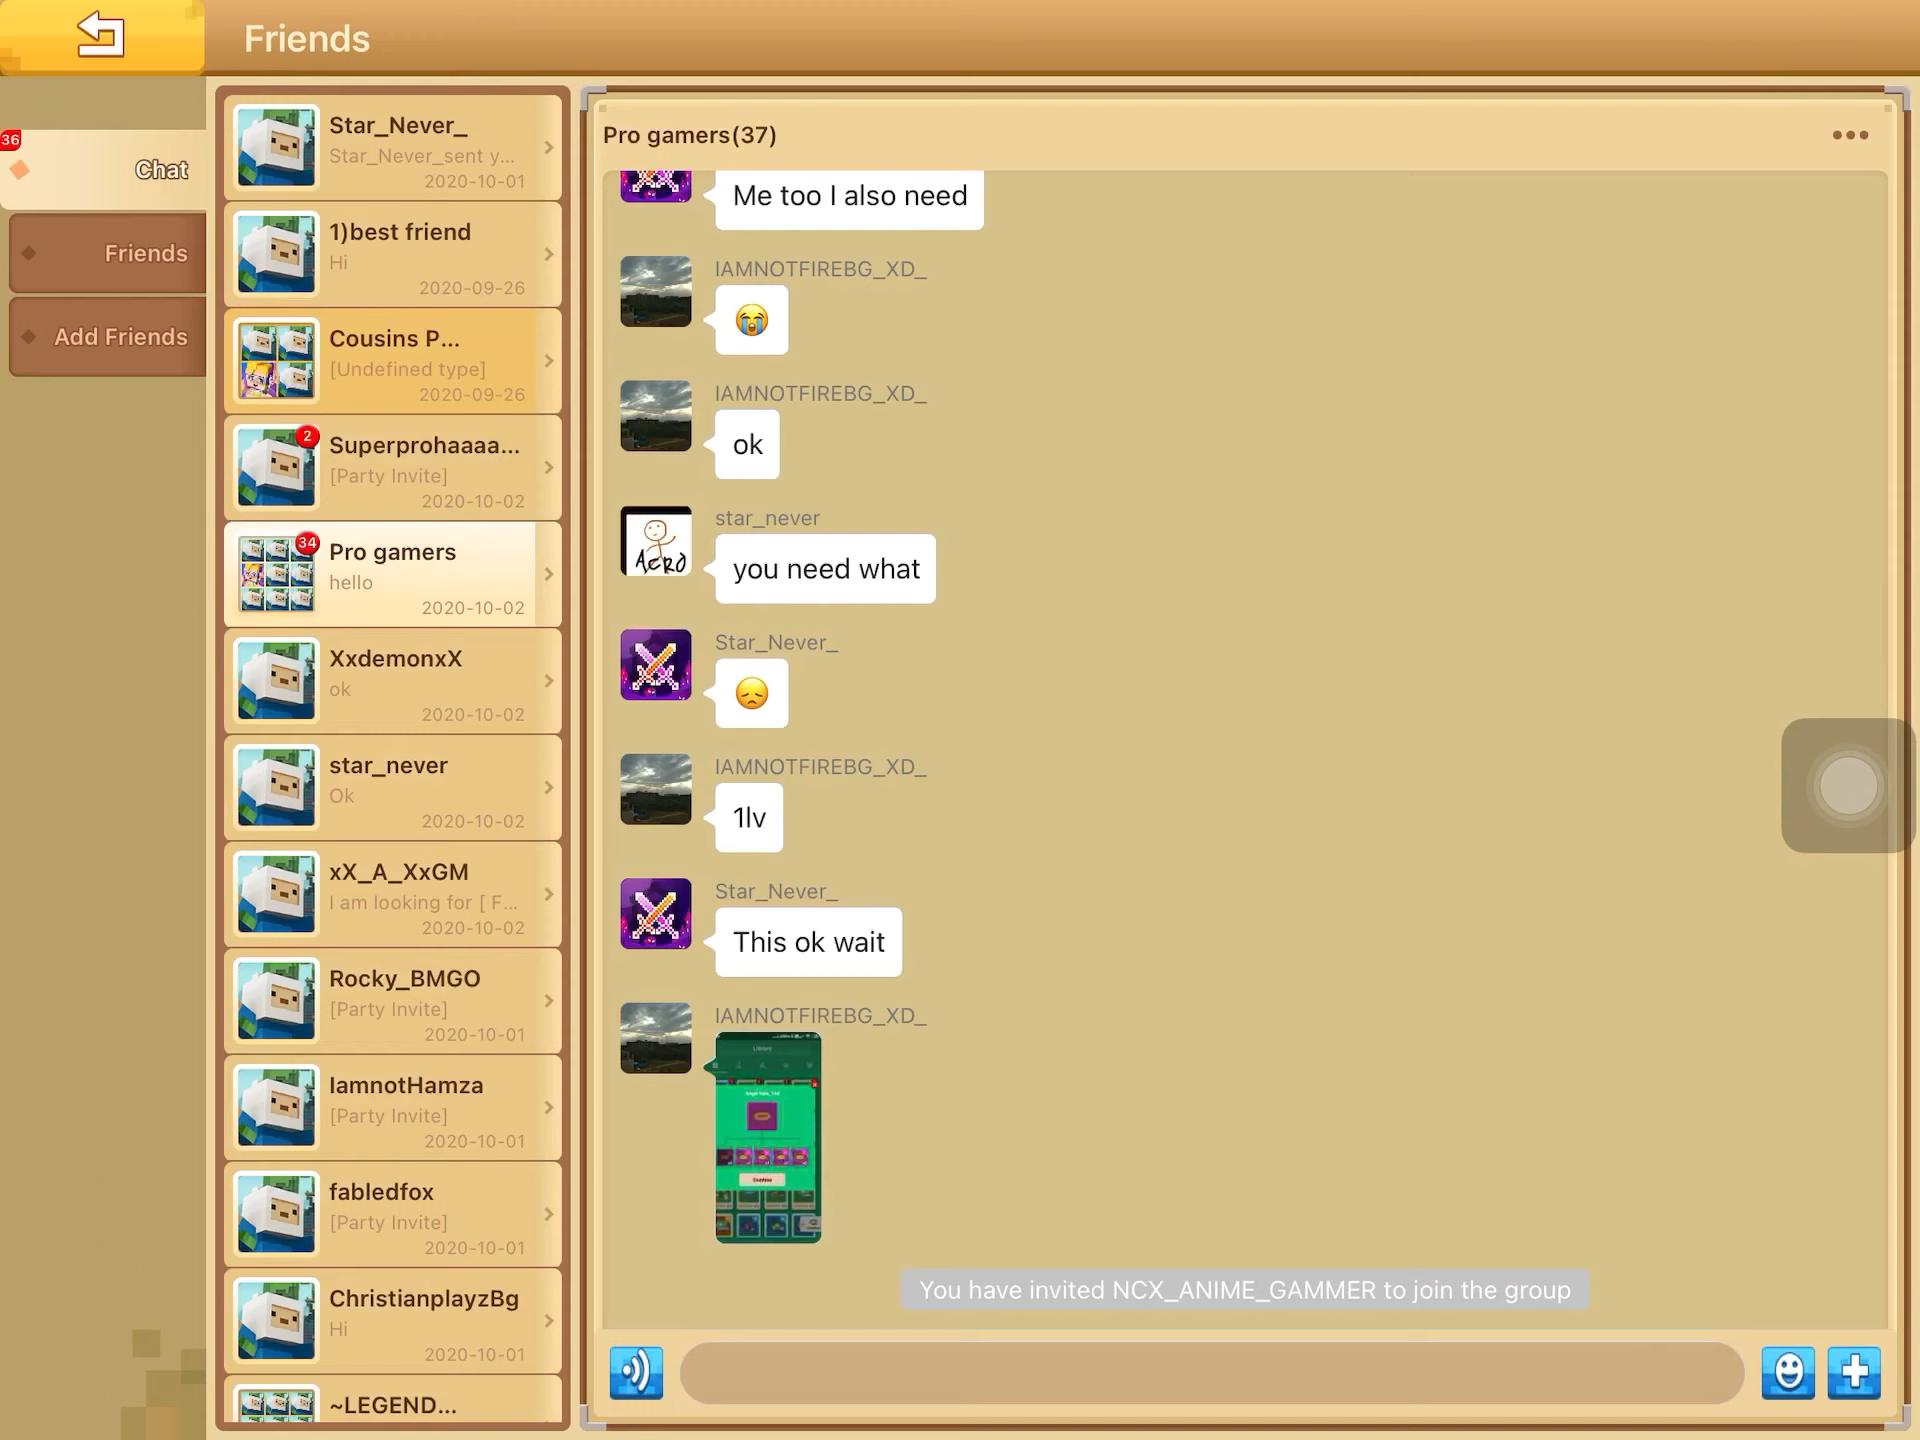 Friends
36
Chat
Friends
Add Friends
Star_Never_
Star_Never_sent y...
2020-10-01
1)best friend
Hi
2020-09-26
Cousins P...
[Undefined type]
2020-09-26
2
Superprohaaaa...
[Party Invite]
2020-10-02
34
Pro gamers
hello
2020-10-02
XxdemonxX
ok
2020-10-02
star_never
Ok
2020-10-02
xX_A_XxGM
I am looking for [ F...
2020-10-02
Rocky_BMGO
[Party Invite]
2020-10-01
IamnotHamza
[Party Invite]
2020-10-01
fabledfox
[Party Invite]
2020-10-01
ChristianplayzBg
Hi
2020-10-01
~LEGEND...
Pro gamers(37)
Me too I also need
IAMNOTFIREBG_XD_
😭
IAMNOTFIREBG_XD_
ok
star_never
Acro
you need what
Star_Never_
😞
IAMNOTFIREBG_XD_
1lv
Star_Never_
This ok wait
IAMNOTFIREBG_XD_
Library
Combine
You have invited NCX_ANIME_GAMMER to join the group